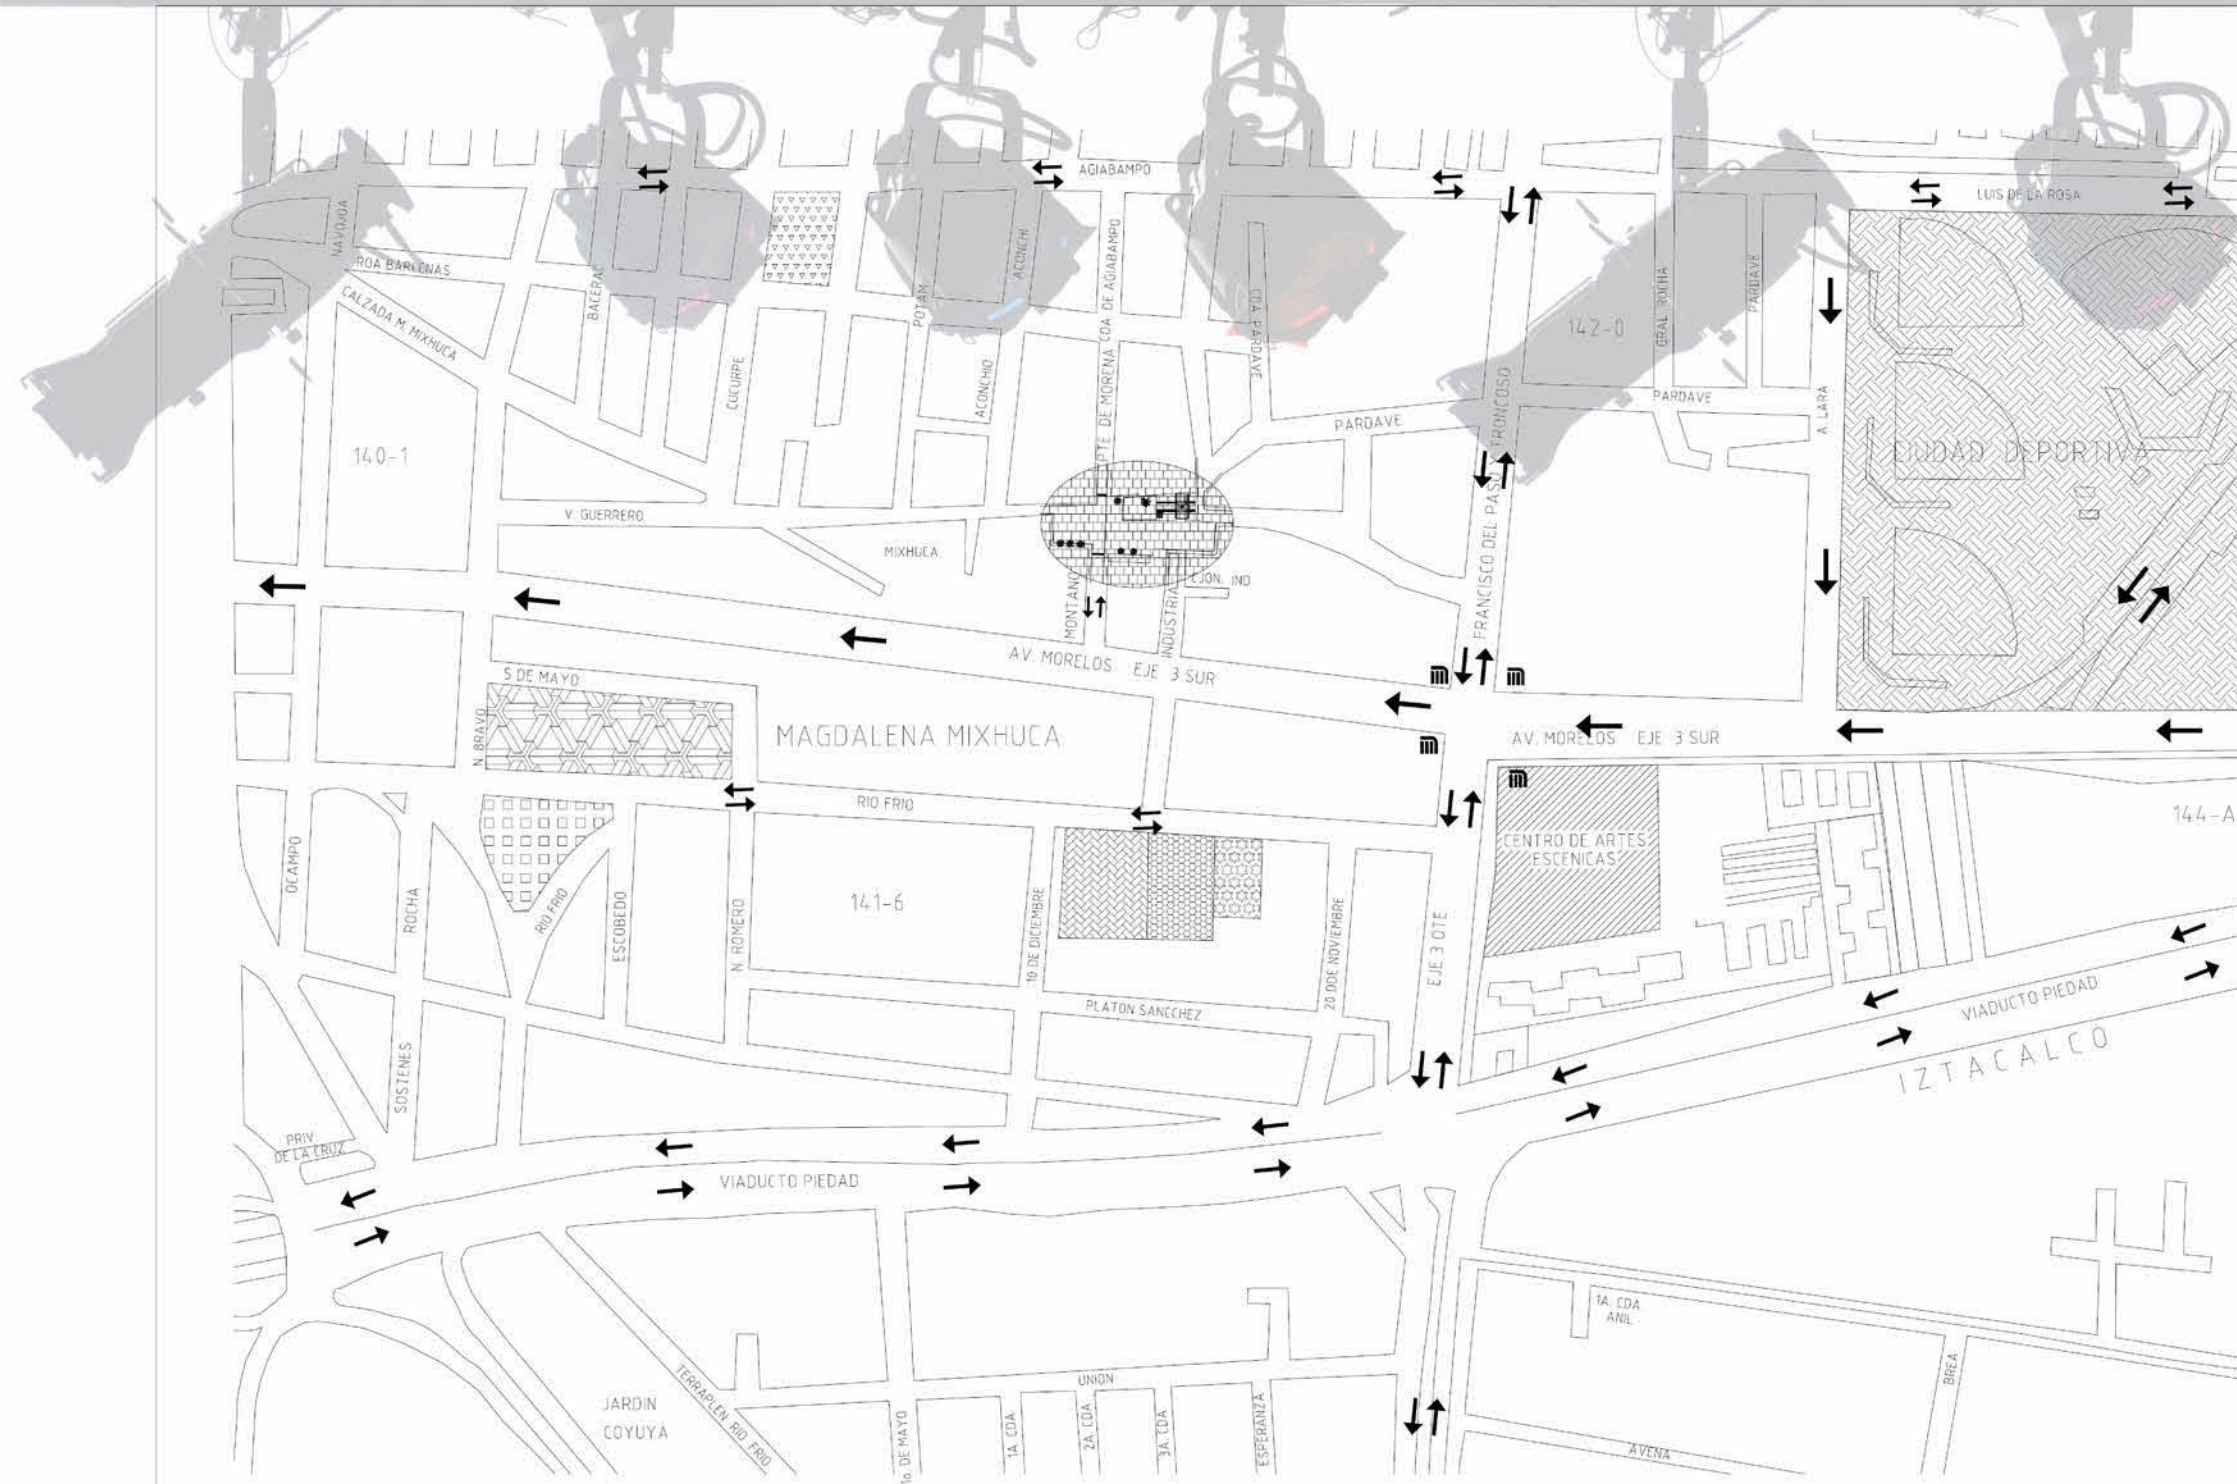 AGIABAMPO
LUIS DE LA ROSA
NAVOJOA
ROA BARCENAS
CALZADA M. MIXHUCA
BACERAC
CUCURPE
POTAM
ACONCHI
ACONCHIO
PTE DE MORENA CDA DE AGIABAMPO
CDA PARDAVE
142-0
GRAL ROCHA
PARDAVE
PARDAVE
PARDAVE
A. LARA
CIUDAD DEPORTIVA
140-1
FRANCISCO DEL PASO Y TRONCOSO
V. GUERRERO
MIXHUCA
MONTAÑO
INDUSTRIA
EJON. IND
AV. MORELOS EJE 3 SUR
5 DE MAYO
N. BRAVO
MAGDALENA MIXHUCA
AV. MORELOS EJE 3 SUR
RIO FRIO
CENTRO DE ARTES
ESCENICAS
144-A
OCAMPO
ROCHA
RIO FRIO
ESCOBEDO
N. ROMERO
141-6
10 DE DICIEMBRE
20 DDE NOVIEMBRE
EJE 3 OTE
PLATON SANCCHEZ
SOSTENES
VIADUCTO PIEDAD
IZTACALCO
PRIV.
DE LA CRUZ
VIADUCTO PIEDAD
1A. CDA
ANIL
JARDIN
COYUYA
TERRAPLEN RIO FRIO
UNION
1o. DE MAYO
1A. CDA
2A. CDA
3A. CDA
ESPERANZA
AVENA
BREA